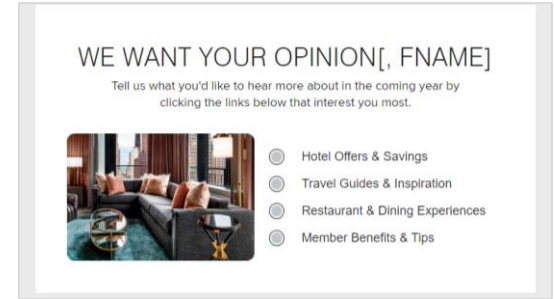 WE WANT YOUR OPINION[, FNAME]
Tell us what you'd like to hear more about in the coming year by
clicking the links below that interest you most.
Hotel Offers & Savings
Travel Guides & Inspiration
Restaurant & Dining Experiences
Member Benefits & Tips